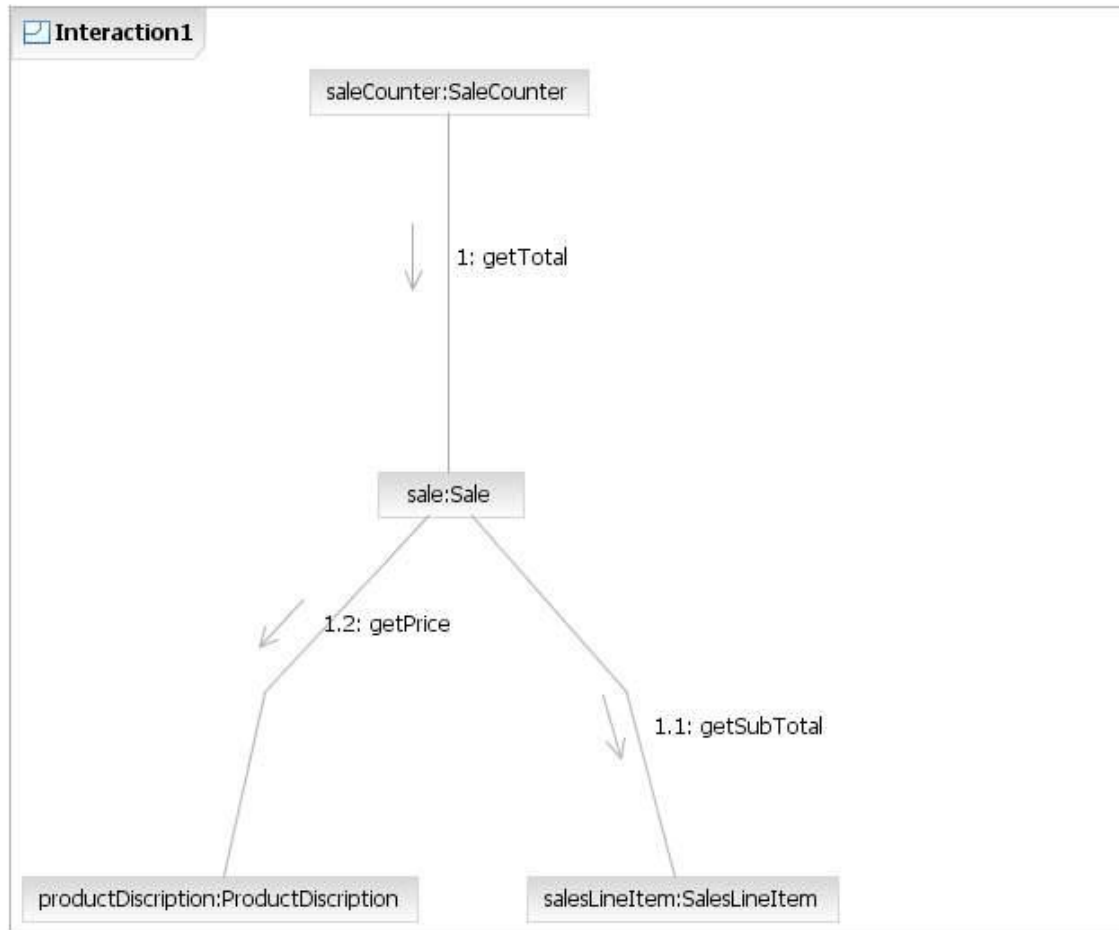 Interaction1
saleCounter:SaleCounter
1: getTotal
sale:Sale
1.2: getPrice
1.1: getSubTotal
productDiscription:ProductDiscription
salesLineItem:SalesLineItem